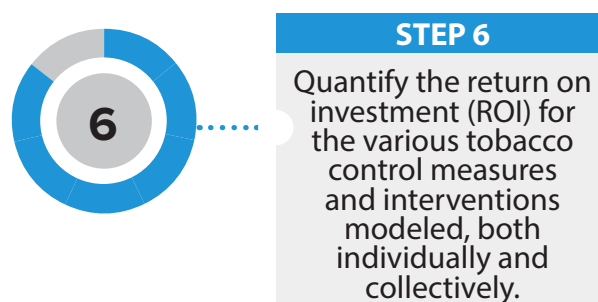 6
STEP 6
Quantify the return on
investment (ROI) for
the various tobacco
control measures
and interventions
modeled, both
individually and
collectively.